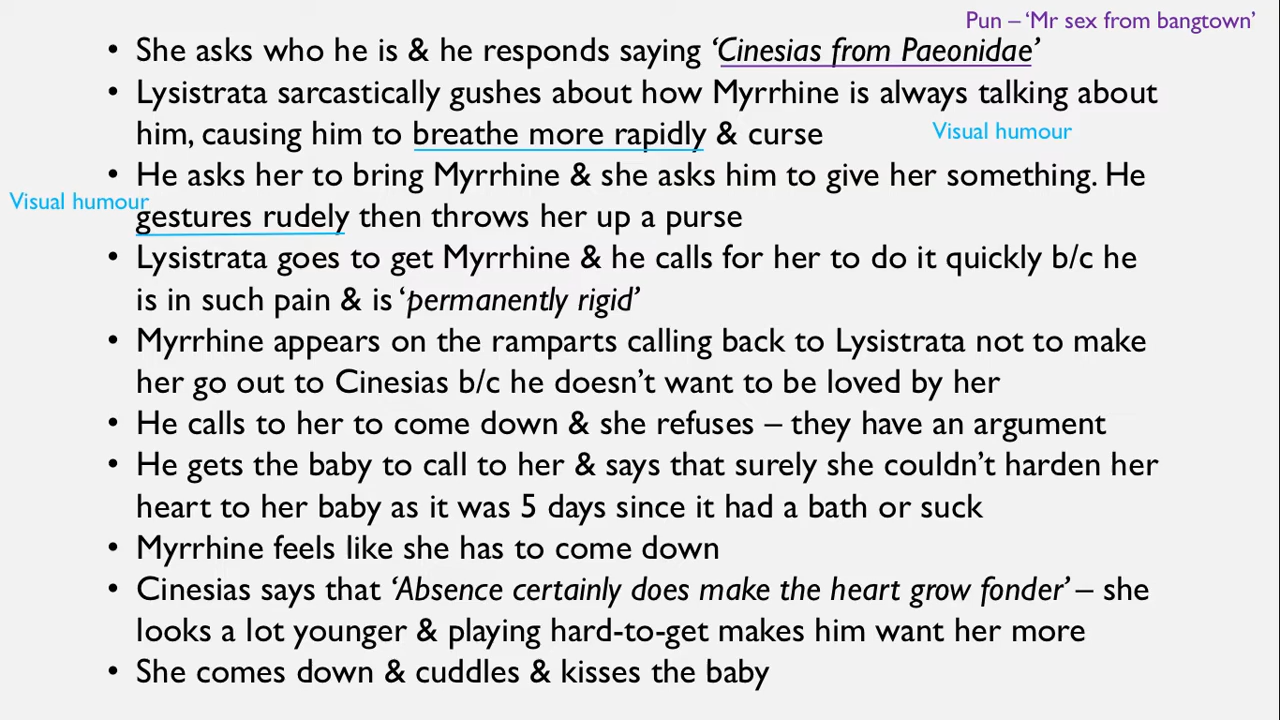 Pun – ‘Mr sex from bangtown’
• She asks who he is & he responds saying ‘Cinesias from Paeonidae’
• Lysistrata sarcastically gushes about how Myrrhine is always talking about
him, causing him to breathe more rapidly & curse
Visual humour
• He asks her to bring Myrrhine & she asks him to give her something. He
Visual humour
gestures rudely then throws her up a purse
• Lysistrata goes to get Myrrhine & he calls for her to do it quickly b/c he
is in such pain & is ‘permanently rigid’
• Myrrhine appears on the ramparts calling back to Lysistrata not to make
her go out to Cinesias b/c he doesn’t want to be loved by her
• He calls to her to come down & she refuses – they have an argument
• He gets the baby to call to her & says that surely she couldn’t harden her
heart to her baby as it was 5 days since it had a bath or suck
• Myrrhine feels like she has to come down
• Cinesias says that ‘Absence certainly does make the heart grow fonder’ – she
looks a lot younger & playing hard-to-get makes him want her more
• She comes down & cuddles & kisses the baby